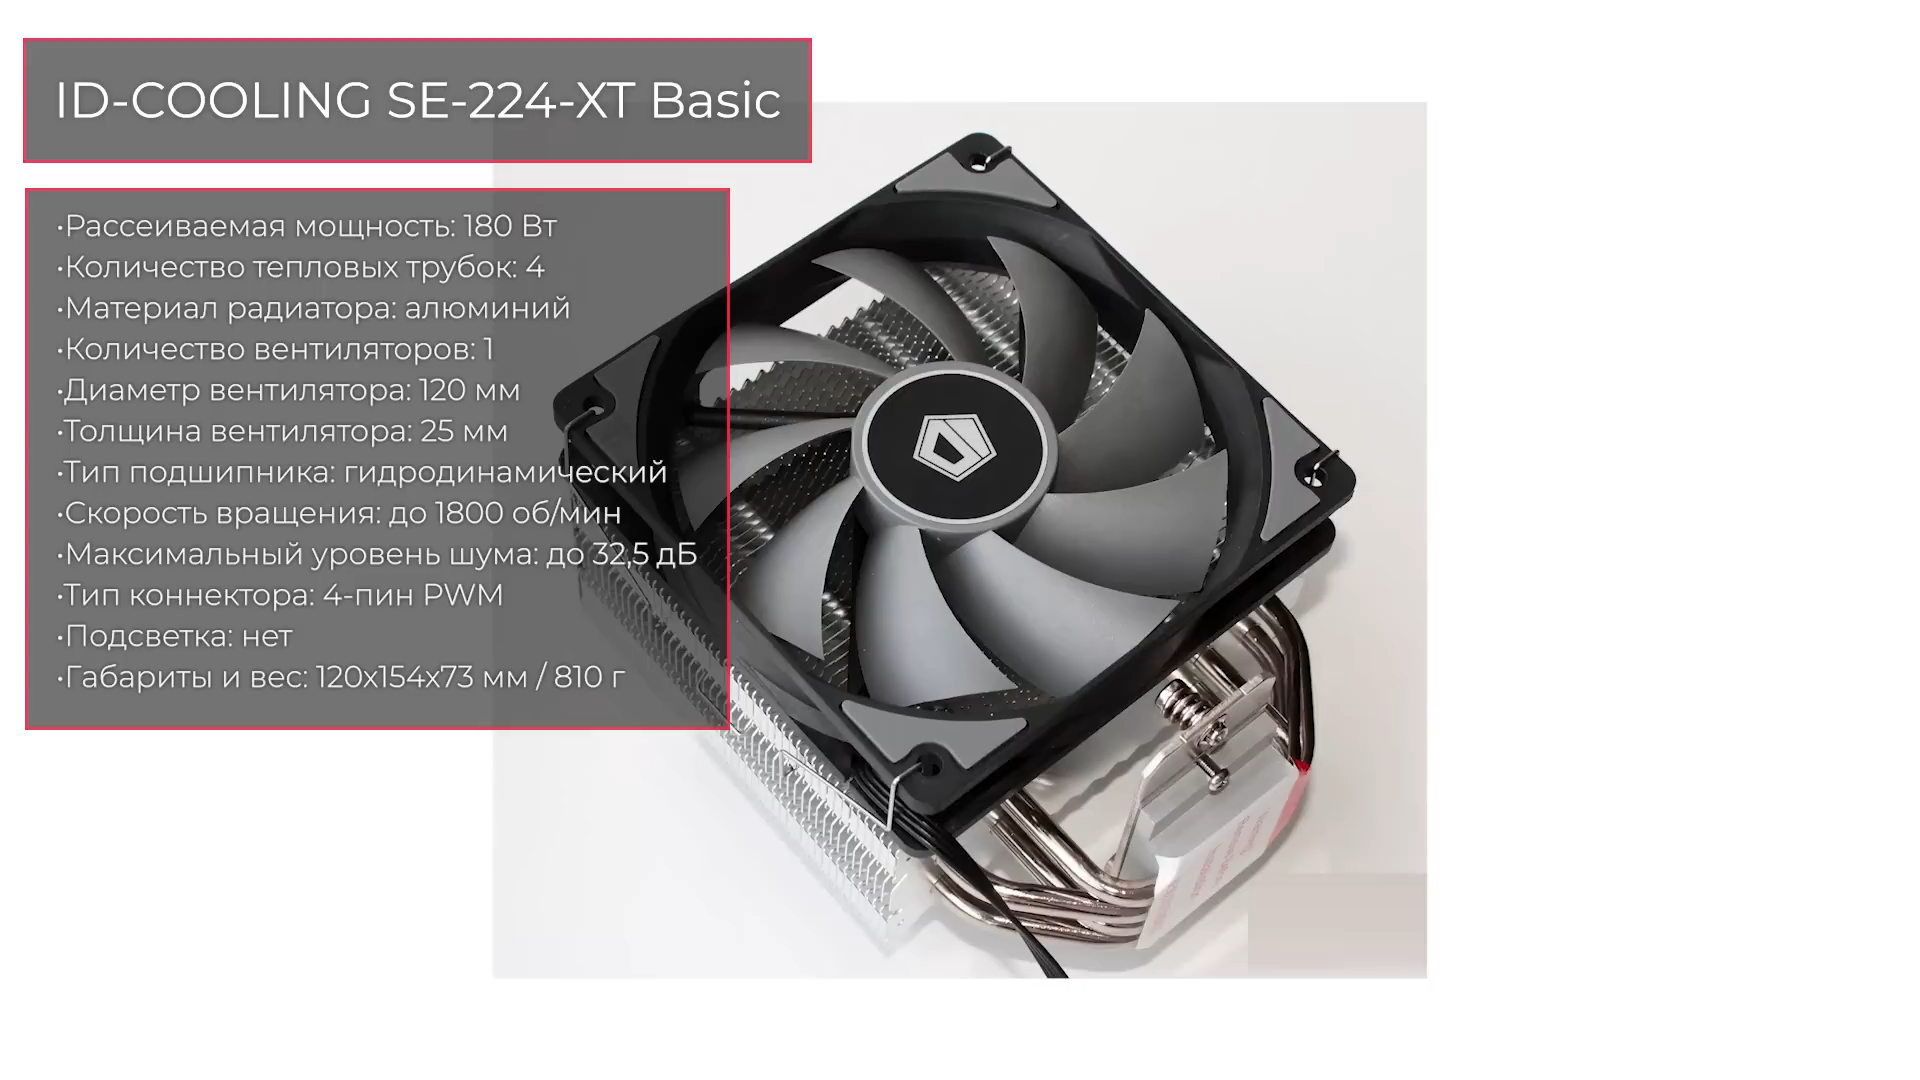 ID-COOLING SE-224-XT Basic
•Рассеиваемая мощность: 180 Вт
•Количество тепловых трубок: 4
•Материал радиатора: алюминий
•Количество вентиляторов: 1
•Диаметр вентилятора: 120 мм
•Толщина вентилятора: 25 мм
•Тип подшипника: гидродинамический
•Скорость вращения: до 1800 об/мин
•Максимальный уровень шума: до 32,5 дБ
•Тип коннектора: 4-пин PWM
•Подсветка: нет
•Габариты и вес: 120x154x73 мм / 810 г